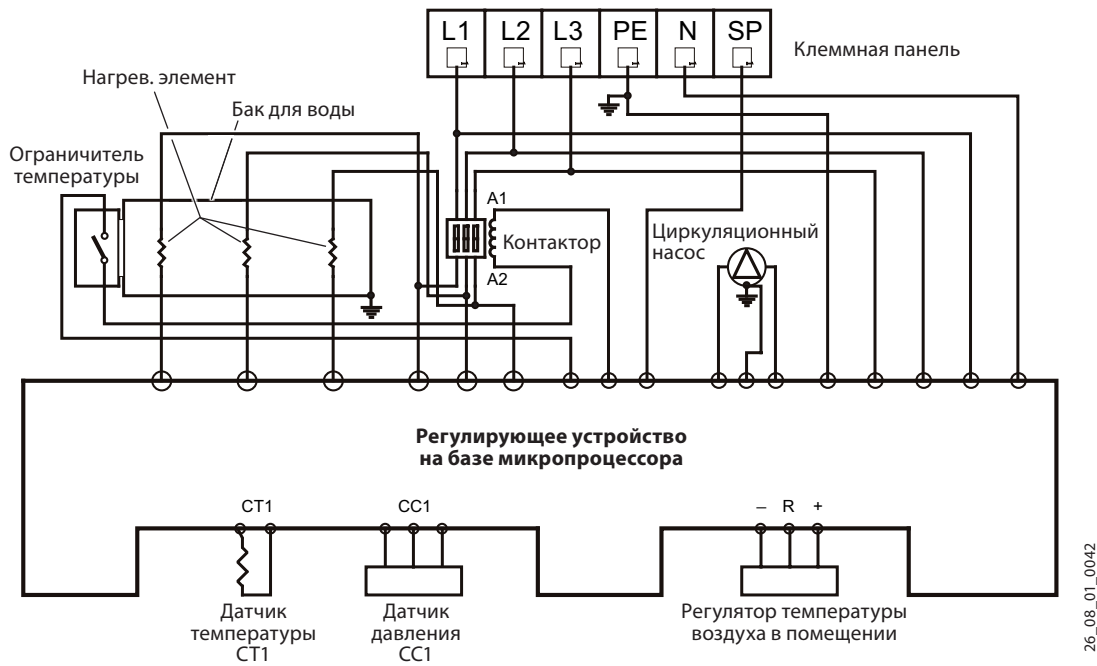 L1 L2 L3 PE N SP
Клеммная панель
Нагрев. элемент
Бак для воды
Ограничитель
температуры
A1
Контактор
A2
Циркуляционный
насос
Регулирующее устройство
на базе микропроцессора
CT1
CC1
– R +
Датчик
температуры
CT1
Датчик
давления
CC1
Регулятор температуры
воздуха в помещении
26_08_01_0042